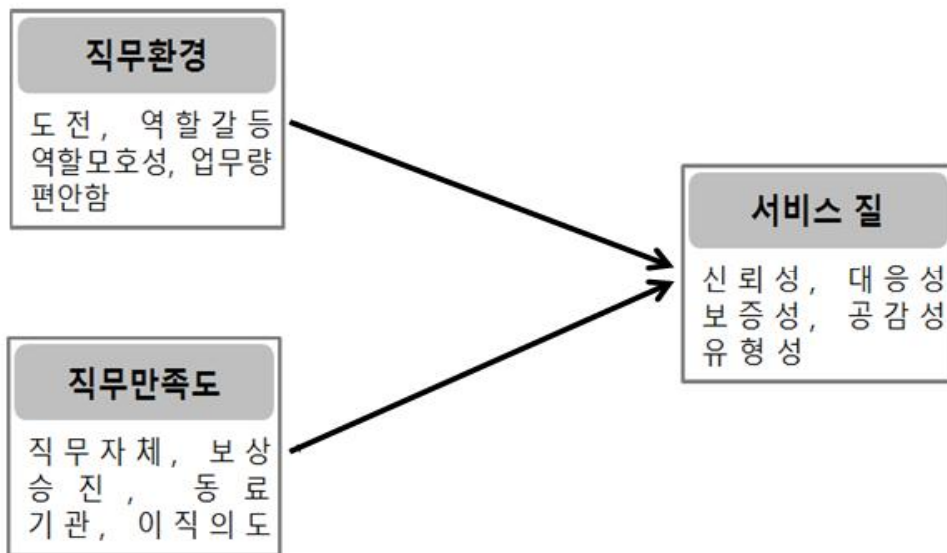 직무환경
도전, 역할갈등
역할모호성, 업무량
편안함
서비스 질
신뢰성, 대응성
보증성, 공감성
유형성
직무만족도
직무자체, 보상
승진, 동료
기관, 이직의도